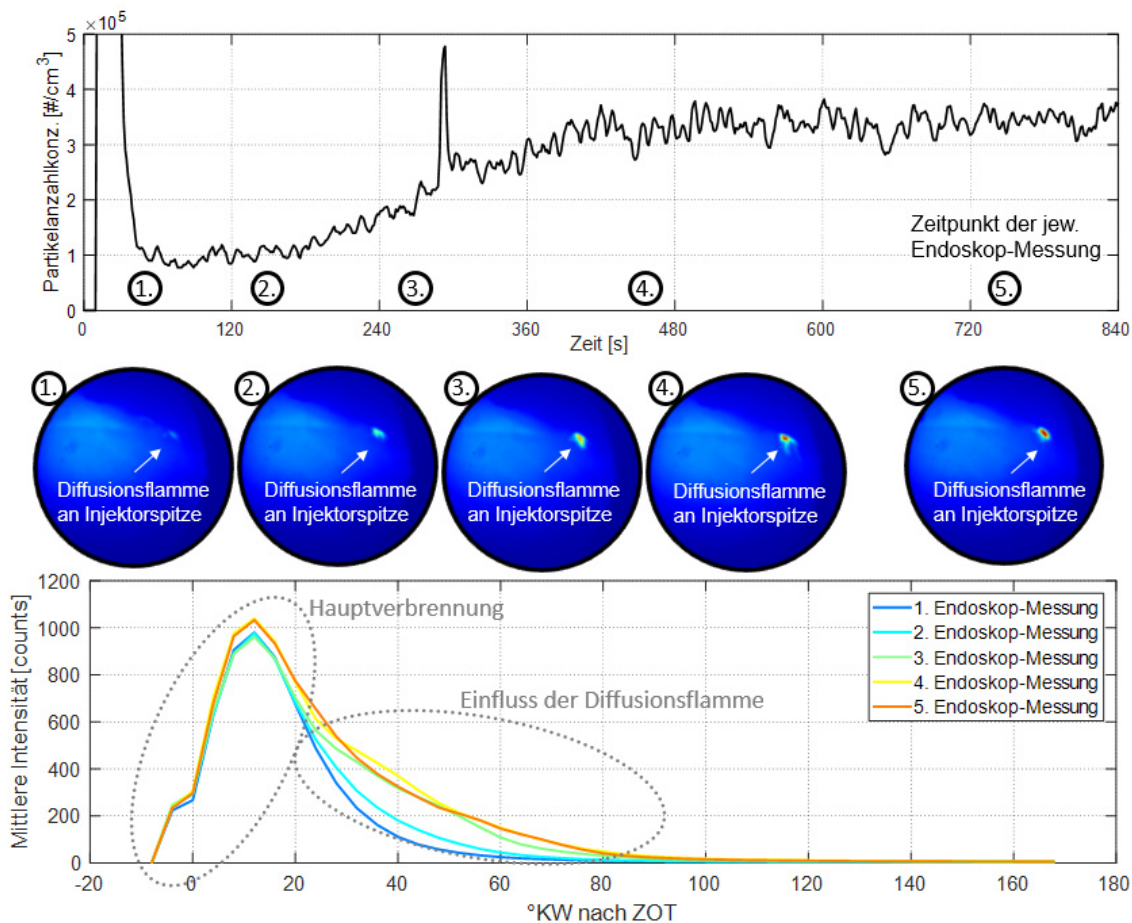 × 10⁵
5
4
3
2
1
0
Partikelanzahlkonz. [#/cm³]
Zeitpunkt der jew.
Endoskop-Messung
1.
2.
3.
4.
5.
0
120
240
360
480
600
720
840
Zeit [s]
1.
2.
3.
4.
5.
Diffusionsflamme
an Injektorspitze
Diffusionsflamme
an Injektorspitze
Diffusionsflamme
an Injektorspitze
Diffusionsflamme
an Injektorspitze
Diffusionsflamme
an Injektorspitze
1200
1000
800
600
400
200
0
Mittlere Intensität [counts]
Hauptverbrennung
Einfluss der Diffusionsflamme
1. Endoskop-Messung
2. Endoskop-Messung
3. Endoskop-Messung
4. Endoskop-Messung
5. Endoskop-Messung
-20
0
20
40
60
80
100
120
140
160
180
°KW nach ZOT